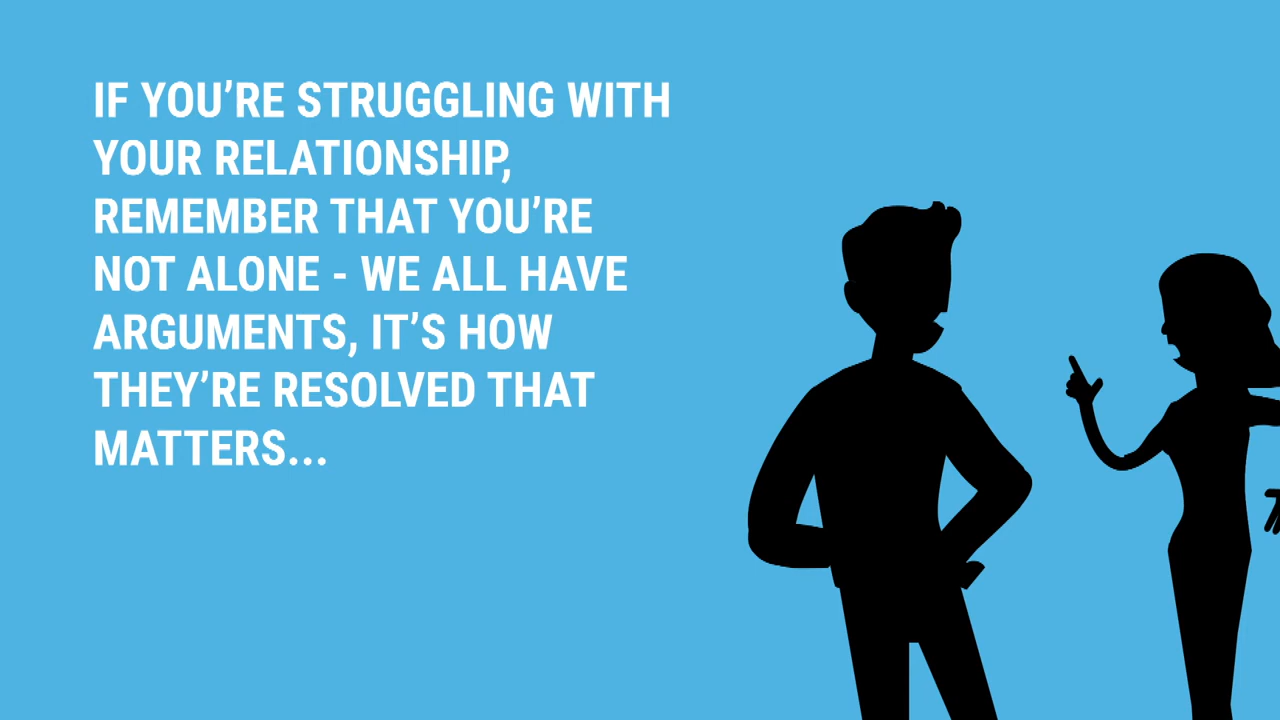 IF YOU’RE STRUGGLING WITH
YOUR RELATIONSHIP,
REMEMBER THAT YOU’RE
NOT ALONE - WE ALL HAVE
ARGUMENTS, IT’S HOW
THEY’RE RESOLVED THAT
MATTERS...